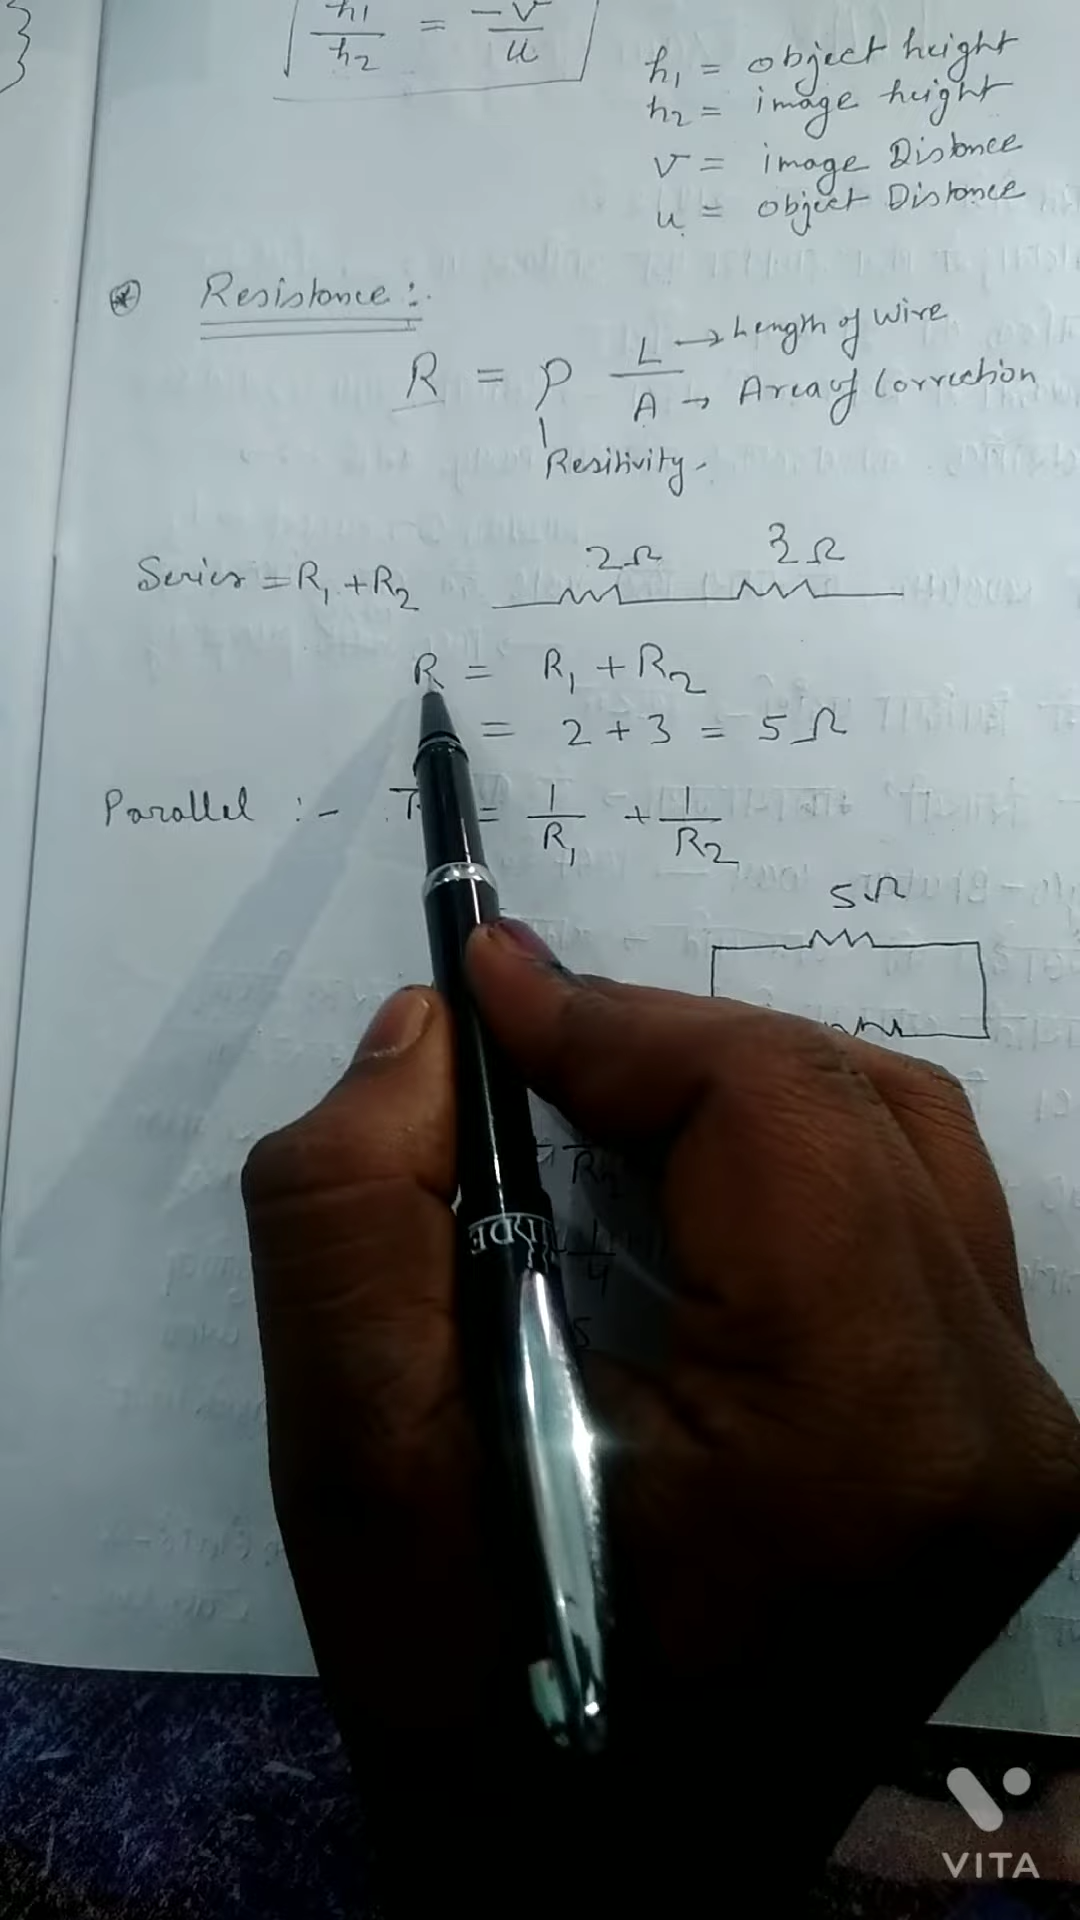 h1/h2 = -v/u
h1 = object height
h2 = image height
v = image Distance
u = object Distance
Resistance :-
R = ρ L/A
L → Length of wire
A → Area of Correction
Resitivity
Series = R1 + R2
2Ω 3Ω
R = R1 + R2
= 2 + 3 = 5Ω
Parallel :- = 1/R1 + 1/R2
5Ω
VITA